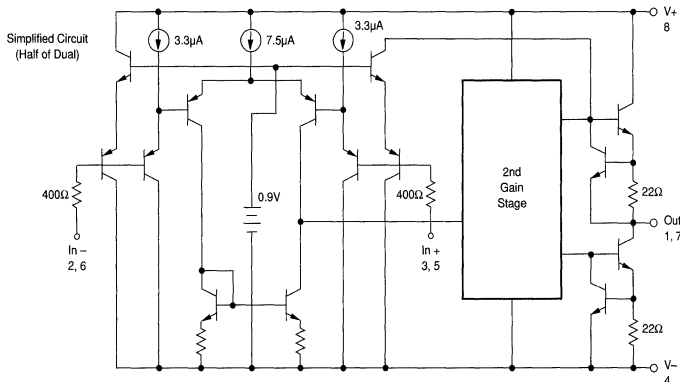 Simplified Circuit
(Half of Dual)
3.3µA
7.5µA
3.3µA
V+
8
400Ω
In –
2, 6
0.9V
400Ω
In +
3, 5
2nd
Gain
Stage
22Ω
Out
1, 7
22Ω
V–
4